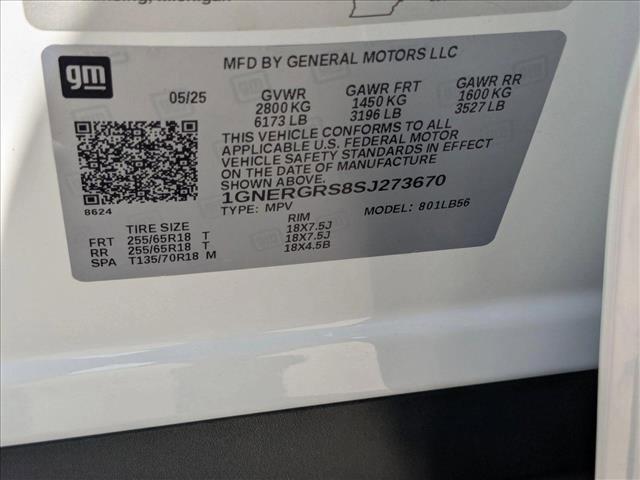 Lansing, Michigan
gm
MFD BY GENERAL MOTORS LLC
05/25 GVWR GAWR FRT GAWR RR
2800 KG 1450 KG 1600 KG
6173 LB 3196 LB 3527 LB
THIS VEHICLE CONFORMS TO ALL
APPLICABLE U.S. FEDERAL MOTOR
VEHICLE SAFETY STANDARDS IN EFFECT
ON THE DATE OF MANUFACTURE
SHOWN ABOVE.
1GNERGRS8SJ273670
8624
TYPE: MPV MODEL: 801LB56
TIRE SIZE RIM
FRT 255/65R18 T 18X7.5J
RR 255/65R18 T 18X7.5J
SPA T135/70R18 M 18X4.5B